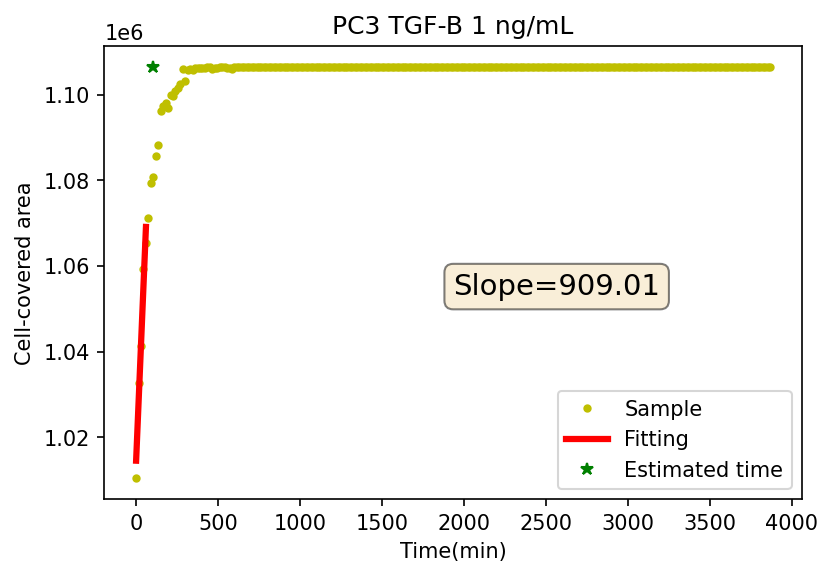 PC3 TGF-B 1 ng/mL
1e6
1.10
1.08
1.06
1.04
1.02
Cell-covered area
Slope=909.01
Sample
Fitting
Estimated time
0 500 1000 1500 2000 2500 3000 3500 4000
Time(min)